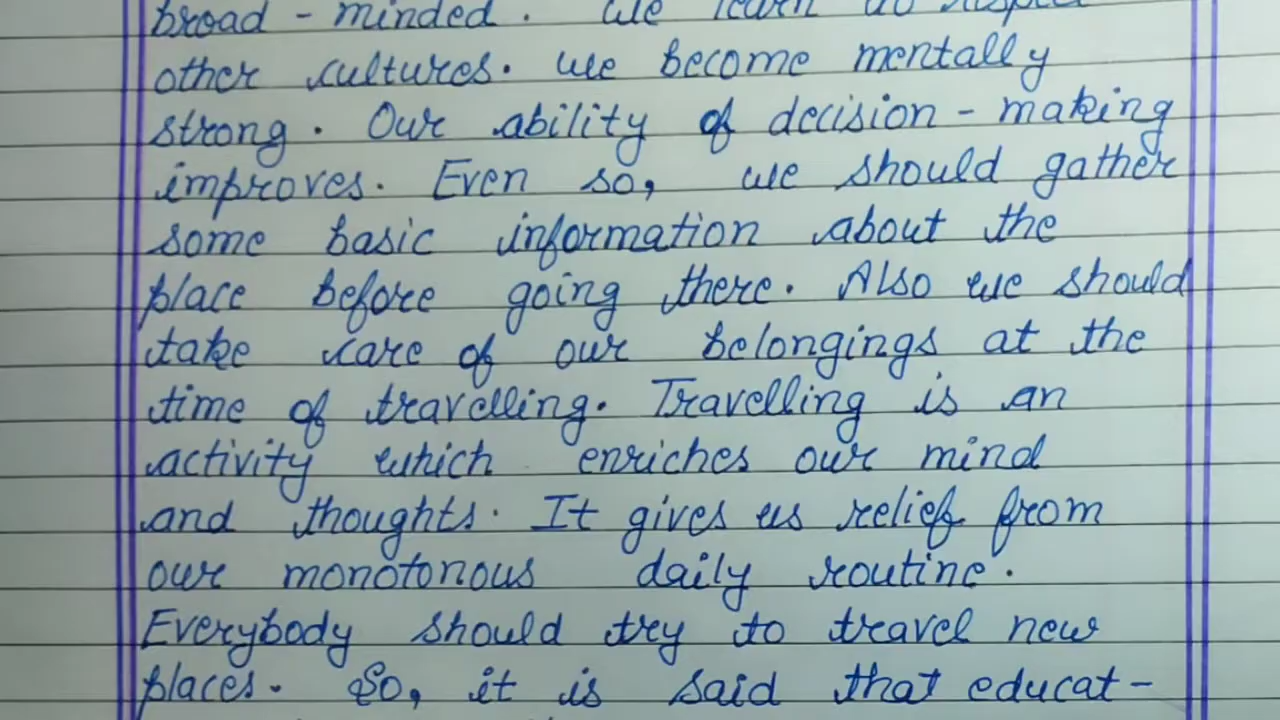 broad - minded. We learn to respect
other cultures. We become mentally
strong. Our ability of decision - making
improves. Even so, we should gather
some basic information about the
place before going there. Also we should
take care of our belongings at the
time of travelling. Travelling is an
activity which enriches our mind
and thoughts. It gives us relief from
our monotonous daily routine.
Everybody should try to travel new
places. So, it is said that educat-